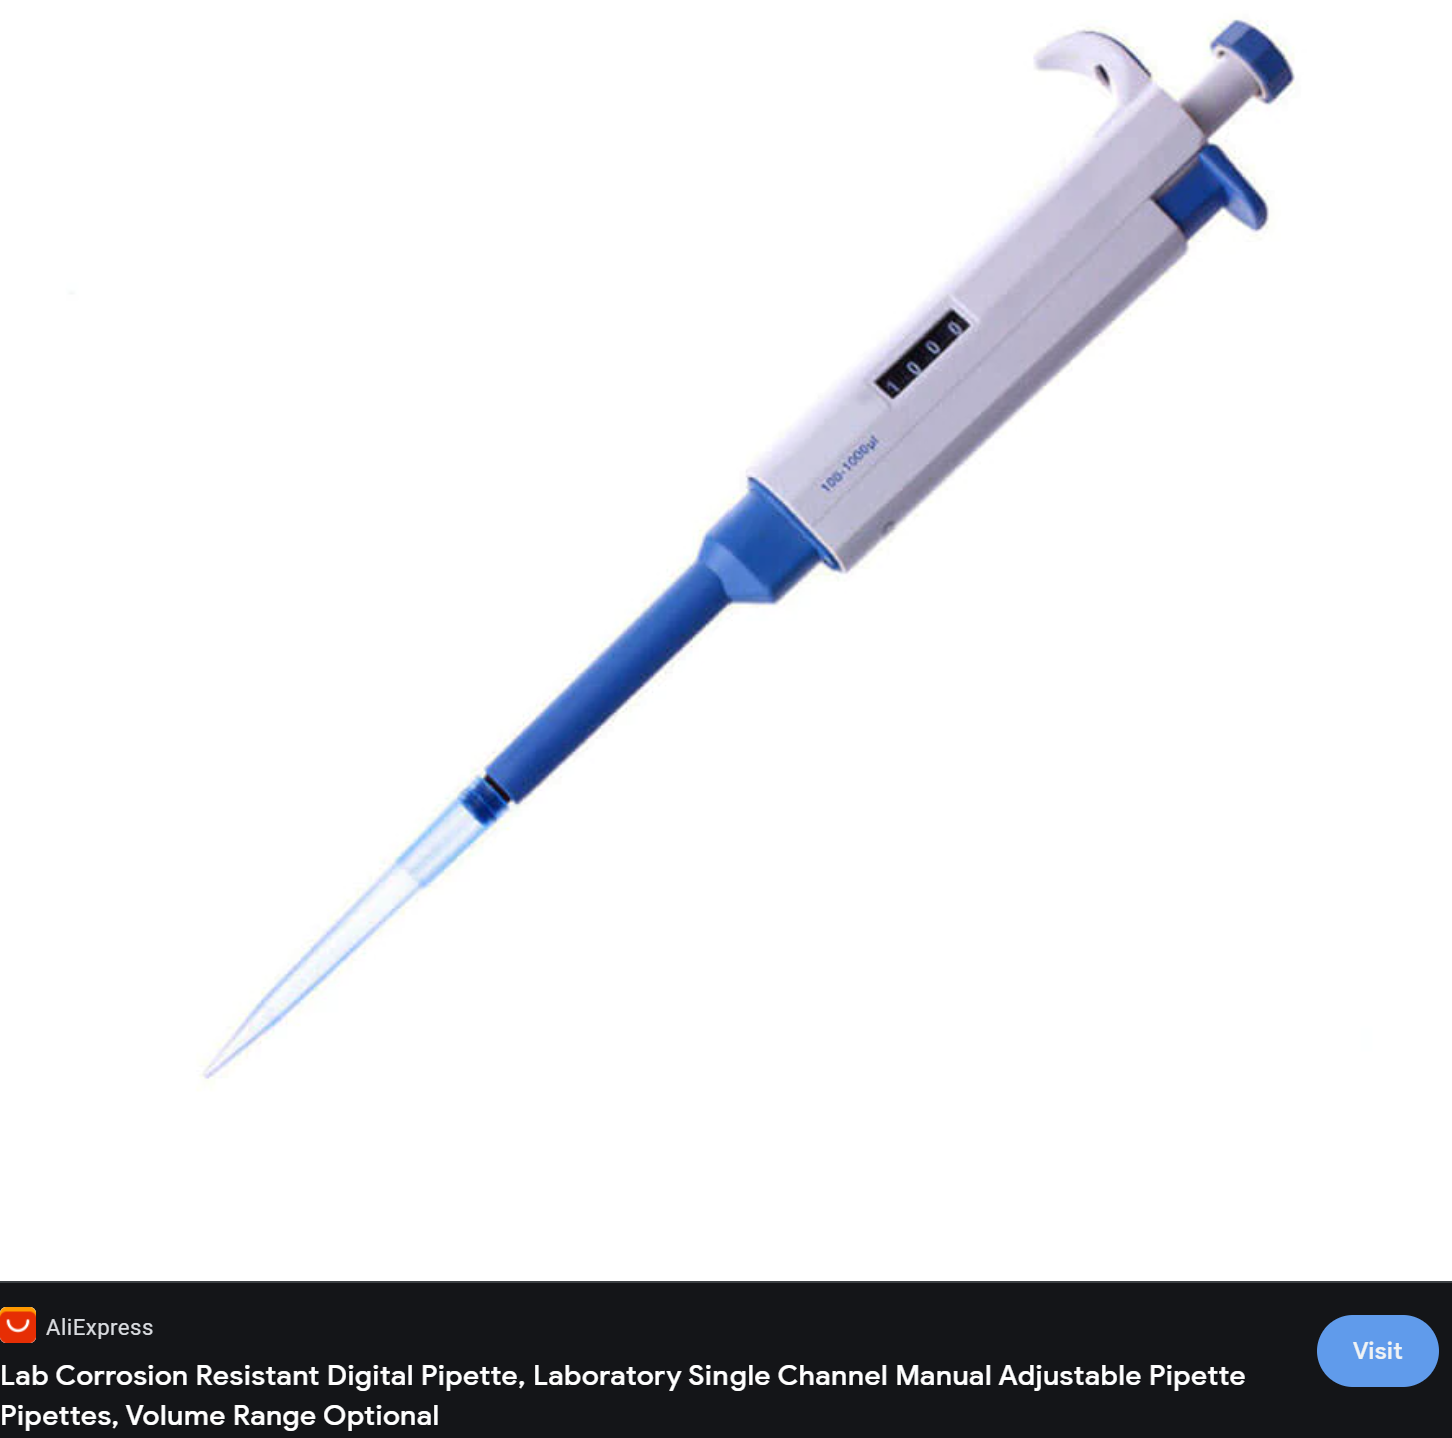 1000
100-1000µl
AliExpress
Lab Corrosion Resistant Digital Pipette, Laboratory Single Channel Manual Adjustable Pipette
Pipettes, Volume Range Optional
Visit